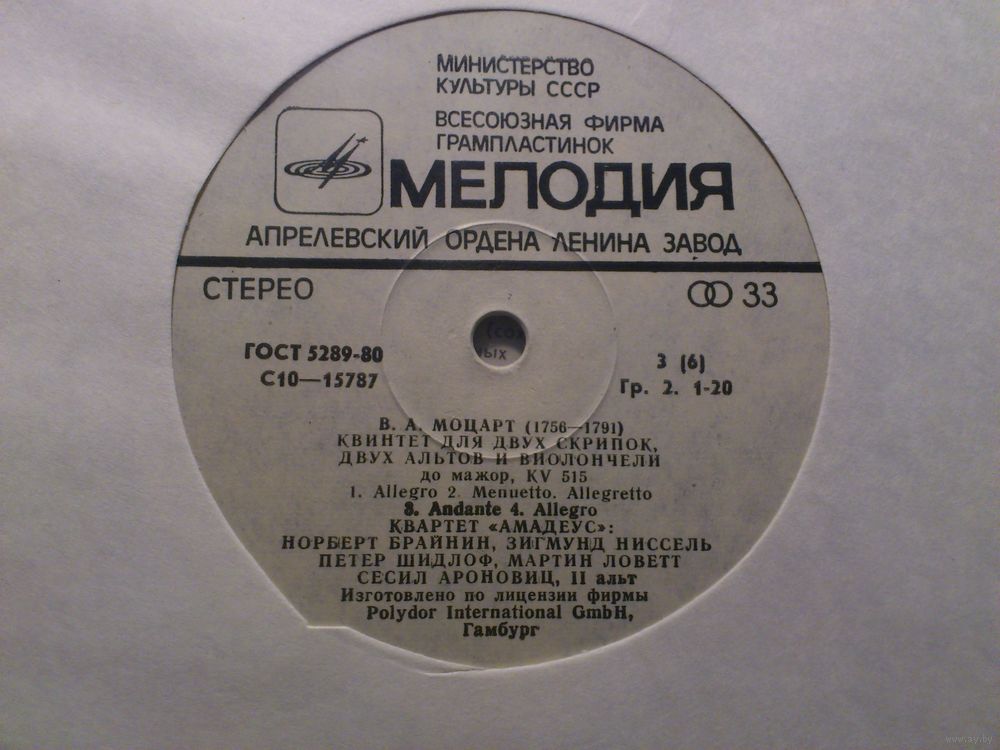 МИНИСТЕРСТВО
КУЛЬТУРЫ СССР
ВСЕСОЮЗНАЯ ФИРМА
ГРАМПЛАСТИНОК
МЕЛОДИЯ
АПРЕЛЕВСКИЙ ОРДЕНА ЛЕНИНА ЗАВОД
СТЕРЕО
33
ГОСТ 5289-80
С10—15787
3 (6)
Гр. 2. 1-20
В. А. МОЦАРТ (1756—1791)
КВИНТЕТ ДЛЯ ДВУХ СКРИПОК,
ДВУХ АЛЬТОВ И ВИОЛОНЧЕЛИ
до мажор, KV 515
1. Allegro 2. Menuetto. Allegretto
3. Andante 4. Allegro
КВАРТЕТ «АМАДЕУС»:
НОРБЕРТ БРАЙНИН, ЗИГМУНД НИССЕЛЬ
ПЕТЕР ШИДЛОФ, МАРТИН ЛОВЕТТ
СЕСИЛ АРОНОВИЦ, II альт
Изготовлено по лицензии фирмы
Polydor International GmbH,
Гамбург
www.ay.by